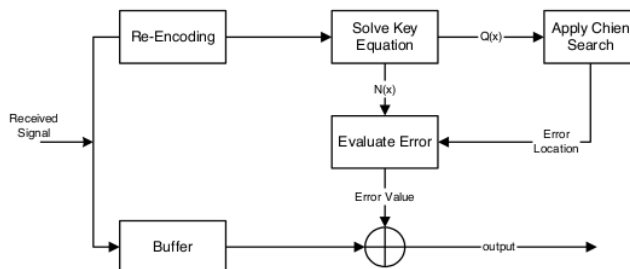 Re-Encoding
Solve Key
Equation
Q(x)
Apply Chien
Search
N(x)
Received
Signal
Evaluate Error
Error
Location
Error Value
Buffer
output